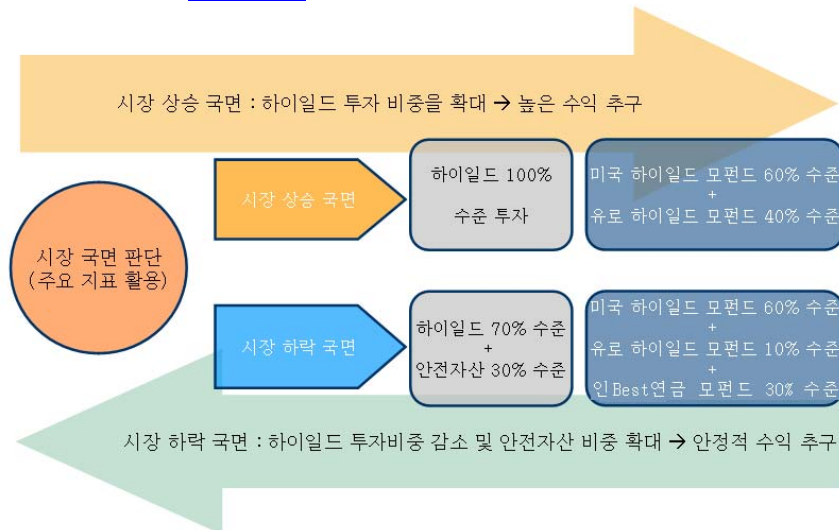 시장 상승 국면 : 하이일드 투자 비중을 확대 → 높은 수익 추구
시장 국면 판단
(주요 지표 활용)
시장 상승 국면
하이일드 100%
수준 투자
미국 하이일드 모펀드 60% 수준
+
유로 하이일드 모펀드 40% 수준
시장 하락 국면
하이일드 70% 수준
+
안전자산 30% 수준
미국 하이일드 모펀드 60% 수준
+
유로 하이일드 모펀드 10% 수준
+
인Best연금 모펀드 30% 수준
시장 하락 국면 : 하이일드 투자비중 감소 및 안전자산 비중 확대 → 안정적 수익 추구